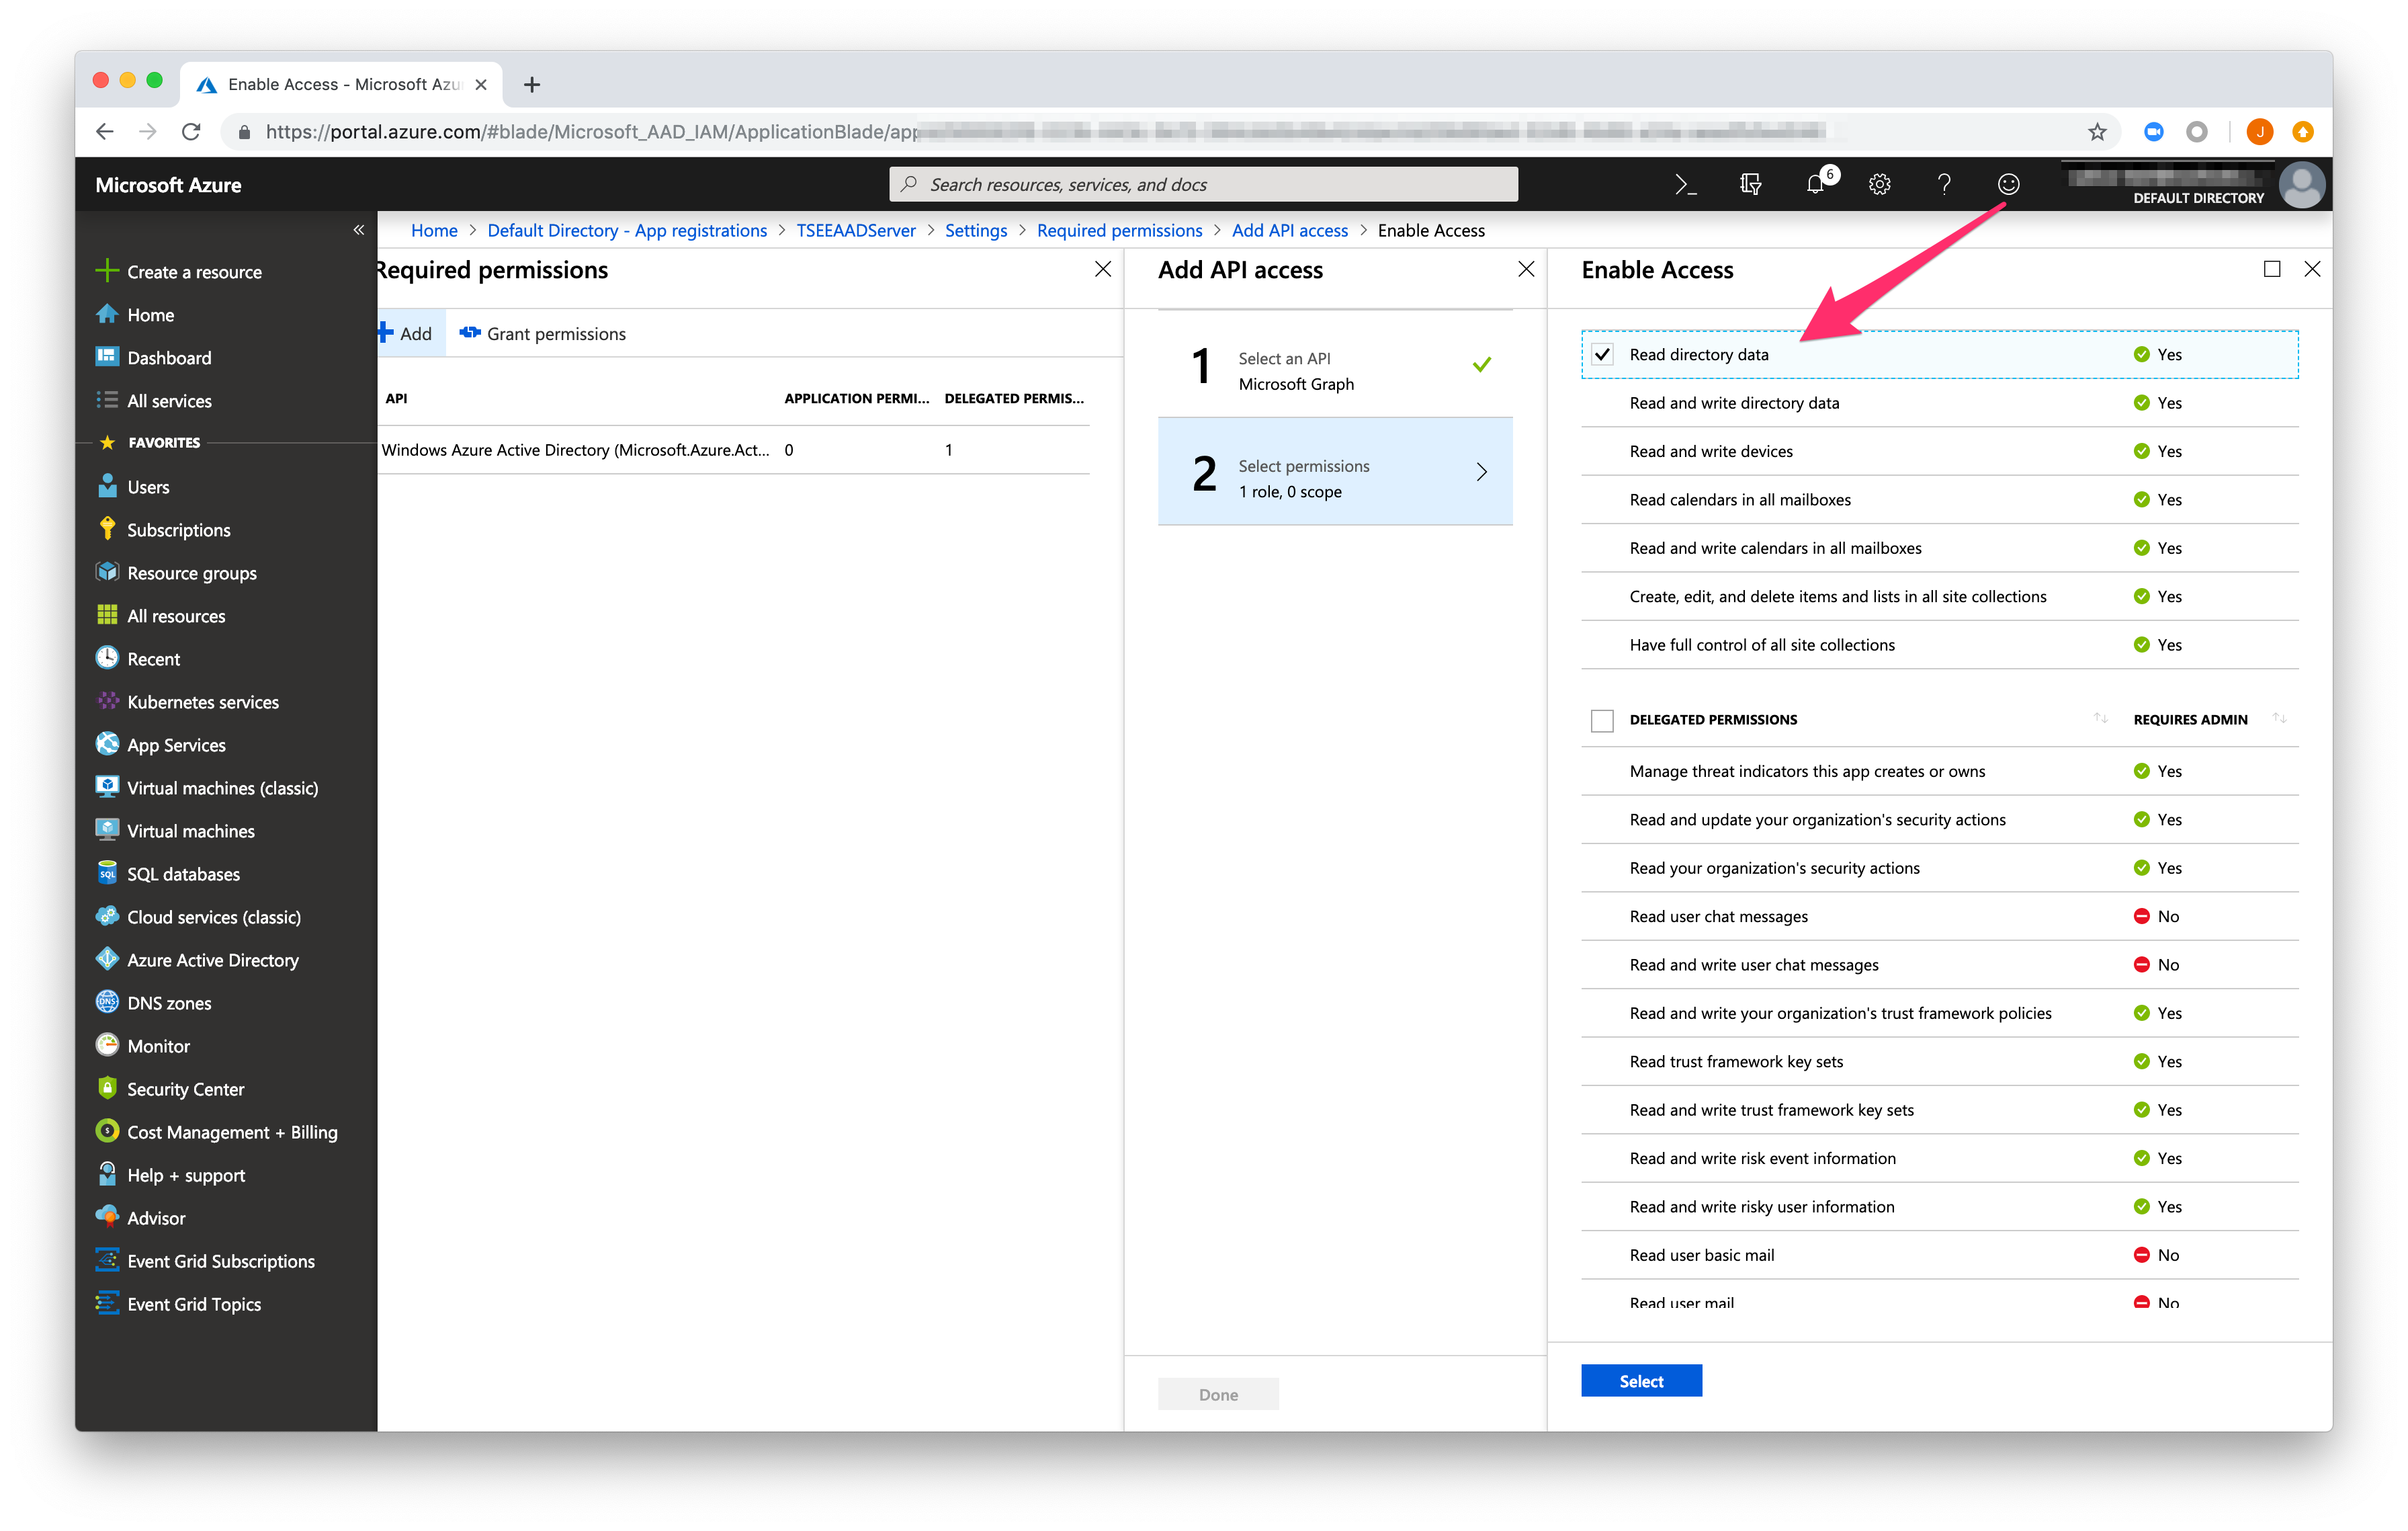 Enable Access - Microsoft Azu
https://portal.azure.com/#blade/Microsoft_AAD_IAM/ApplicationBlade/app
Microsoft Azure
Search resources, services, and docs
6
J
DEFAULT DIRECTORY
Home > Default Directory - App registrations > TSEEAADServer > Settings > Required permissions > Add API access > Enable Access
Create a resource
Home
Dashboard
All services
FAVORITES
Users
Subscriptions
Resource groups
All resources
Recent
Kubernetes services
App Services
Virtual machines (classic)
Virtual machines
SQL databases
Cloud services (classic)
Azure Active Directory
DNS zones
Monitor
Security Center
Cost Management + Billing
Help + support
Advisor
Event Grid Subscriptions
Event Grid Topics
Required permissions
Add
Grant permissions
API APPLICATION PERMI... DELEGATED PERMIS...
Windows Azure Active Directory (Microsoft.Azure.Act... 0 1
Add API access
1
Select an API
Microsoft Graph
2
Select permissions
1 role, 0 scope
Done
Enable Access
Read directory data Yes
Read and write directory data Yes
Read and write devices Yes
Read calendars in all mailboxes Yes
Read and write calendars in all mailboxes Yes
Create, edit, and delete items and lists in all site collections Yes
Have full control of all site collections Yes
DELEGATED PERMISSIONS REQUIRES ADMIN
Manage threat indicators this app creates or owns Yes
Read and update your organization's security actions Yes
Read your organization's security actions Yes
Read user chat messages No
Read and write user chat messages No
Read and write your organization's trust framework policies Yes
Read trust framework key sets Yes
Read and write trust framework key sets Yes
Read and write risk event information Yes
Read and write risky user information Yes
Read user basic mail No
Read user mail No
Select